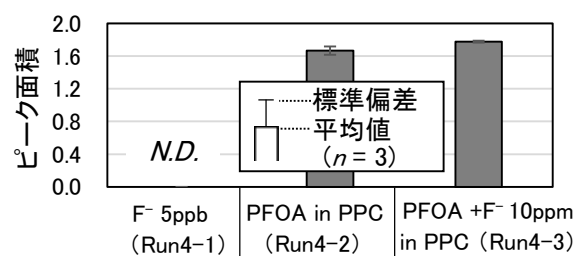 ピーク面積
2.0
1.6
1.2
0.8
0.4
0.0
N.D.
標準偏差
平均値
(n = 3)
F⁻ 5ppb
(Run4-1)
PFOA in PPC
(Run4-2)
PFOA +F⁻ 10ppm
in PPC (Run4-3)